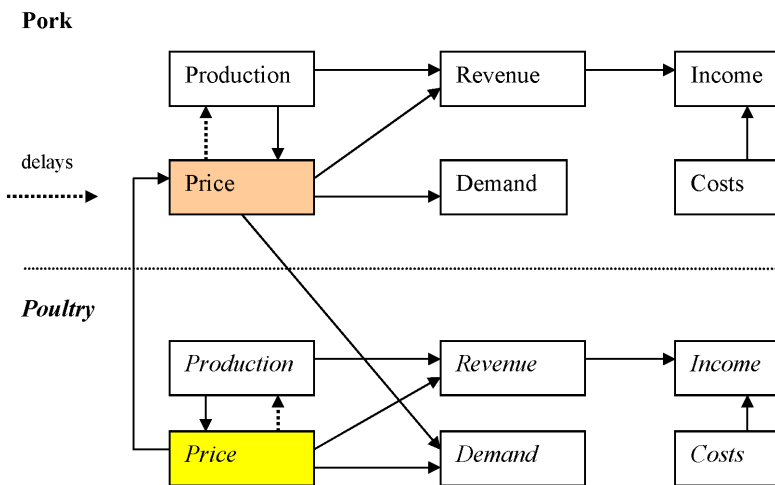 Pork
Production
Revenue
Income
delays
Price
Demand
Costs
Poultry
Production
Revenue
Income
Price
Demand
Costs